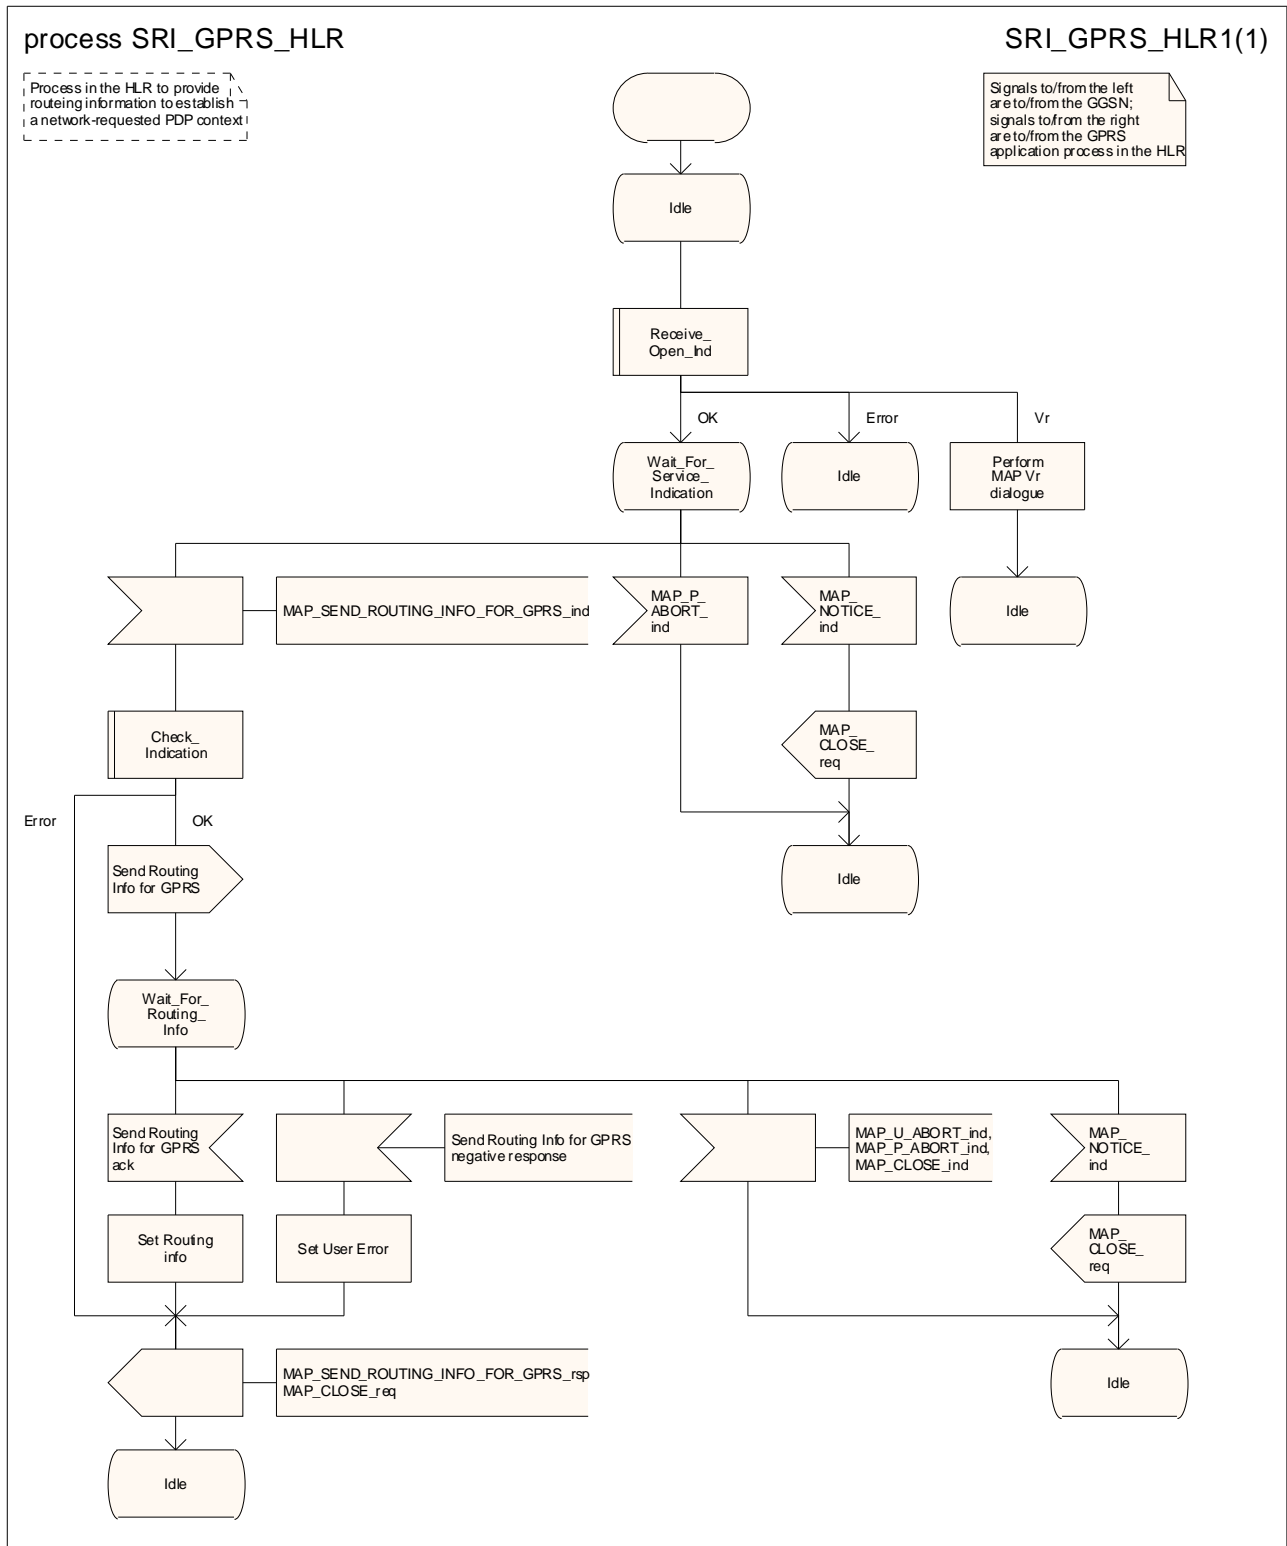 process SRI_GPRS_HLR
SRI_GPRS_HLR1(1)
Process in the HLR to provide
routeing information to establish
a network-requested PDP context
Signals to/from the left
are to/from the GGSN;
signals to/from the right
are to/from the GPRS
application process in the HLR
Idle
Receive_
Open_Ind
OK
Error
Vr
Wait_For_
Service_
Indication
Idle
Perform
MAP Vr
dialogue
MAP_SEND_ROUTING_INFO_FOR_GPRS_ind
MAP_P_
ABORT_
ind
MAP_
NOTICE_
ind
Idle
Check_
Indication
MAP_
CLOSE_
req
Error
OK
Send Routing
Info for GPRS
Idle
Wait_For_
Routing_
Info
Send Routing
Info for GPRS
ack
Send Routing Info for GPRS
negative response
MAP_U_ABORT_ind,
MAP_P_ABORT_ind,
MAP_CLOSE_ind
MAP_
NOTICE_
ind
Set Routing
info
Set User Error
MAP_
CLOSE_
req
MAP_SEND_ROUTING_INFO_FOR_GPRS_rsp
MAP_CLOSE_req
Idle
Idle